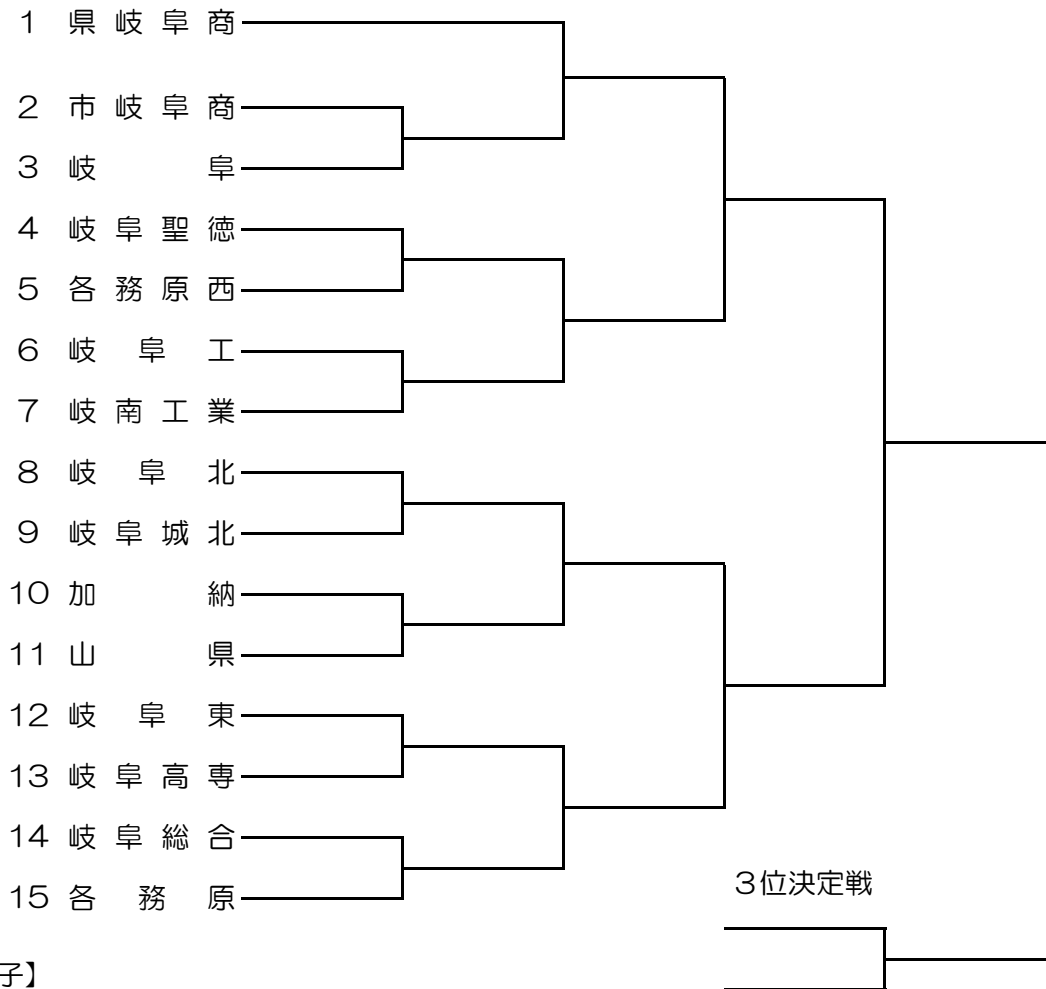 1 県岐阜商
2 市岐阜商
3 岐阜
4 岐阜聖徳
5 各務原西
6 岐阜工
7 岐南工業
8 岐阜北
9 岐阜城北
10 加納
11 山県
12 岐阜東
13 岐阜高専
14 岐阜総合
15 各務原
3位決定戦
子】